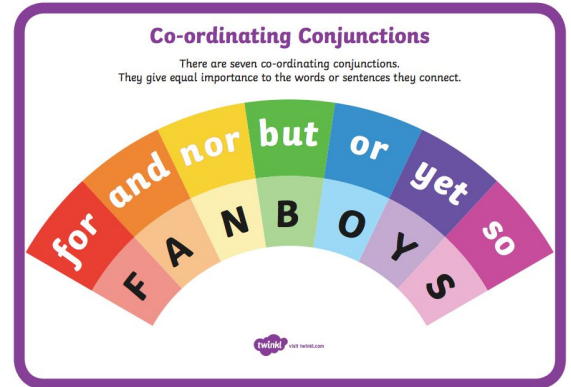 Co-ordinating Conjunctions
There are seven co-ordinating conjunctions.
They give equal importance to the words or sentences they connect.
for and nor but or yet so
F A N B O Y S
twinkl visit twinkl.com